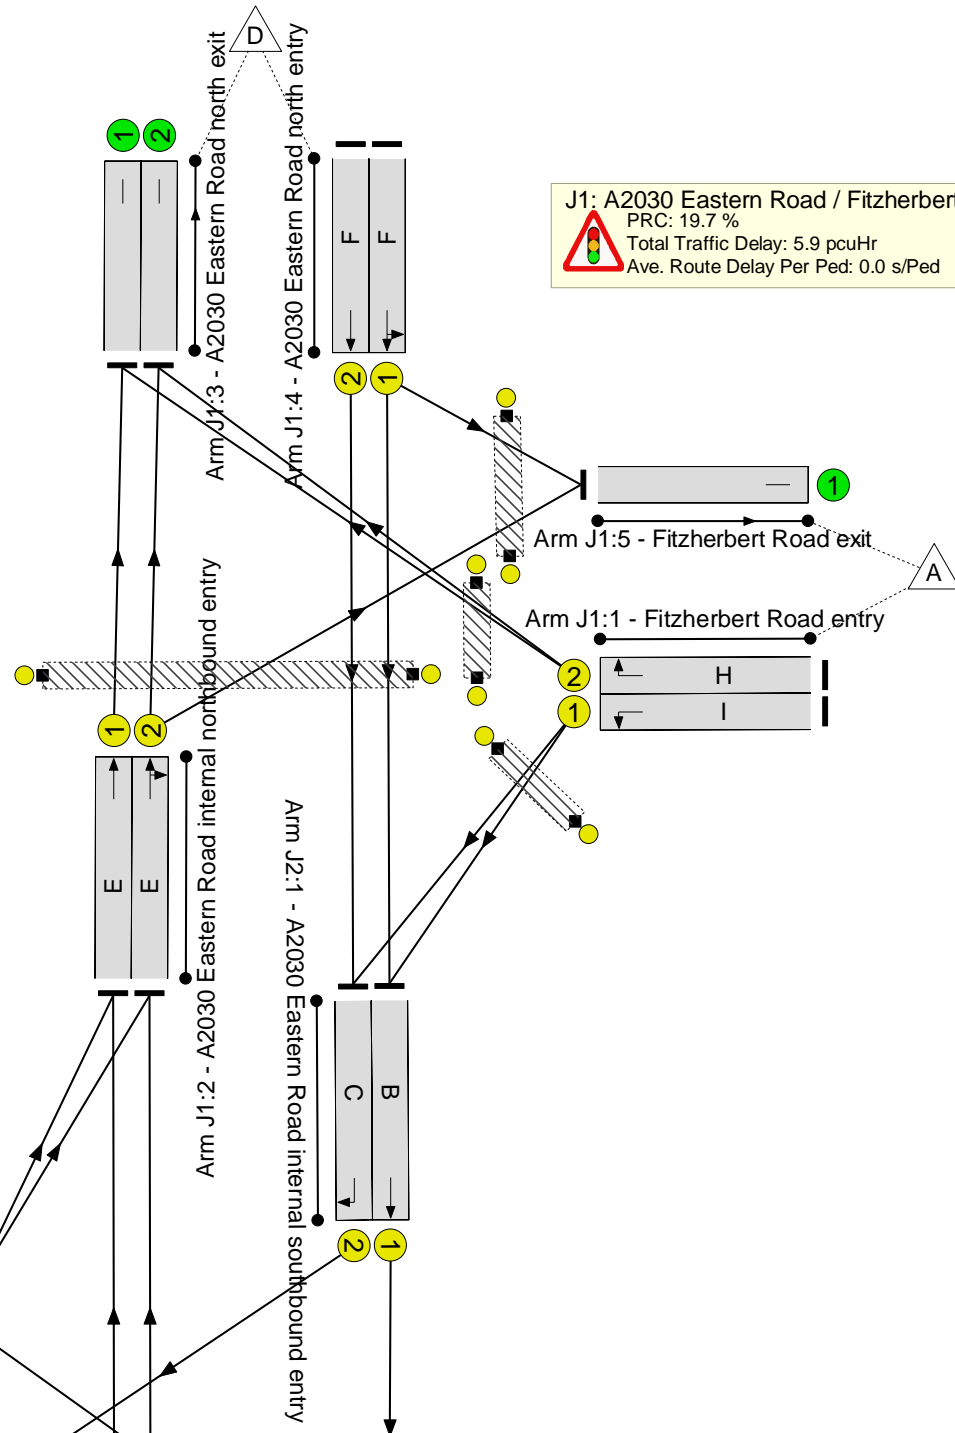 D
1
2
Arm J1:3 - A2030 Eastern Road north exit
Arm J1:4 - A2030 Eastern Road north entry
F
F
2
1
J1: A2030 Eastern Road / Fitzherbert
PRC: 19.7 %
Total Traffic Delay: 5.9 pcuHr
Ave. Route Delay Per Ped: 0.0 s/Ped
1
Arm J1:5 - Fitzherbert Road exit
A
Arm J1:1 - Fitzherbert Road entry
2
H
1
I
1
2
E
E
Arm J1:2 - A2030 Eastern Road internal northbound entry
Arm J2:1 - A2030 Eastern Road internal southbound entry
C
B
2
1